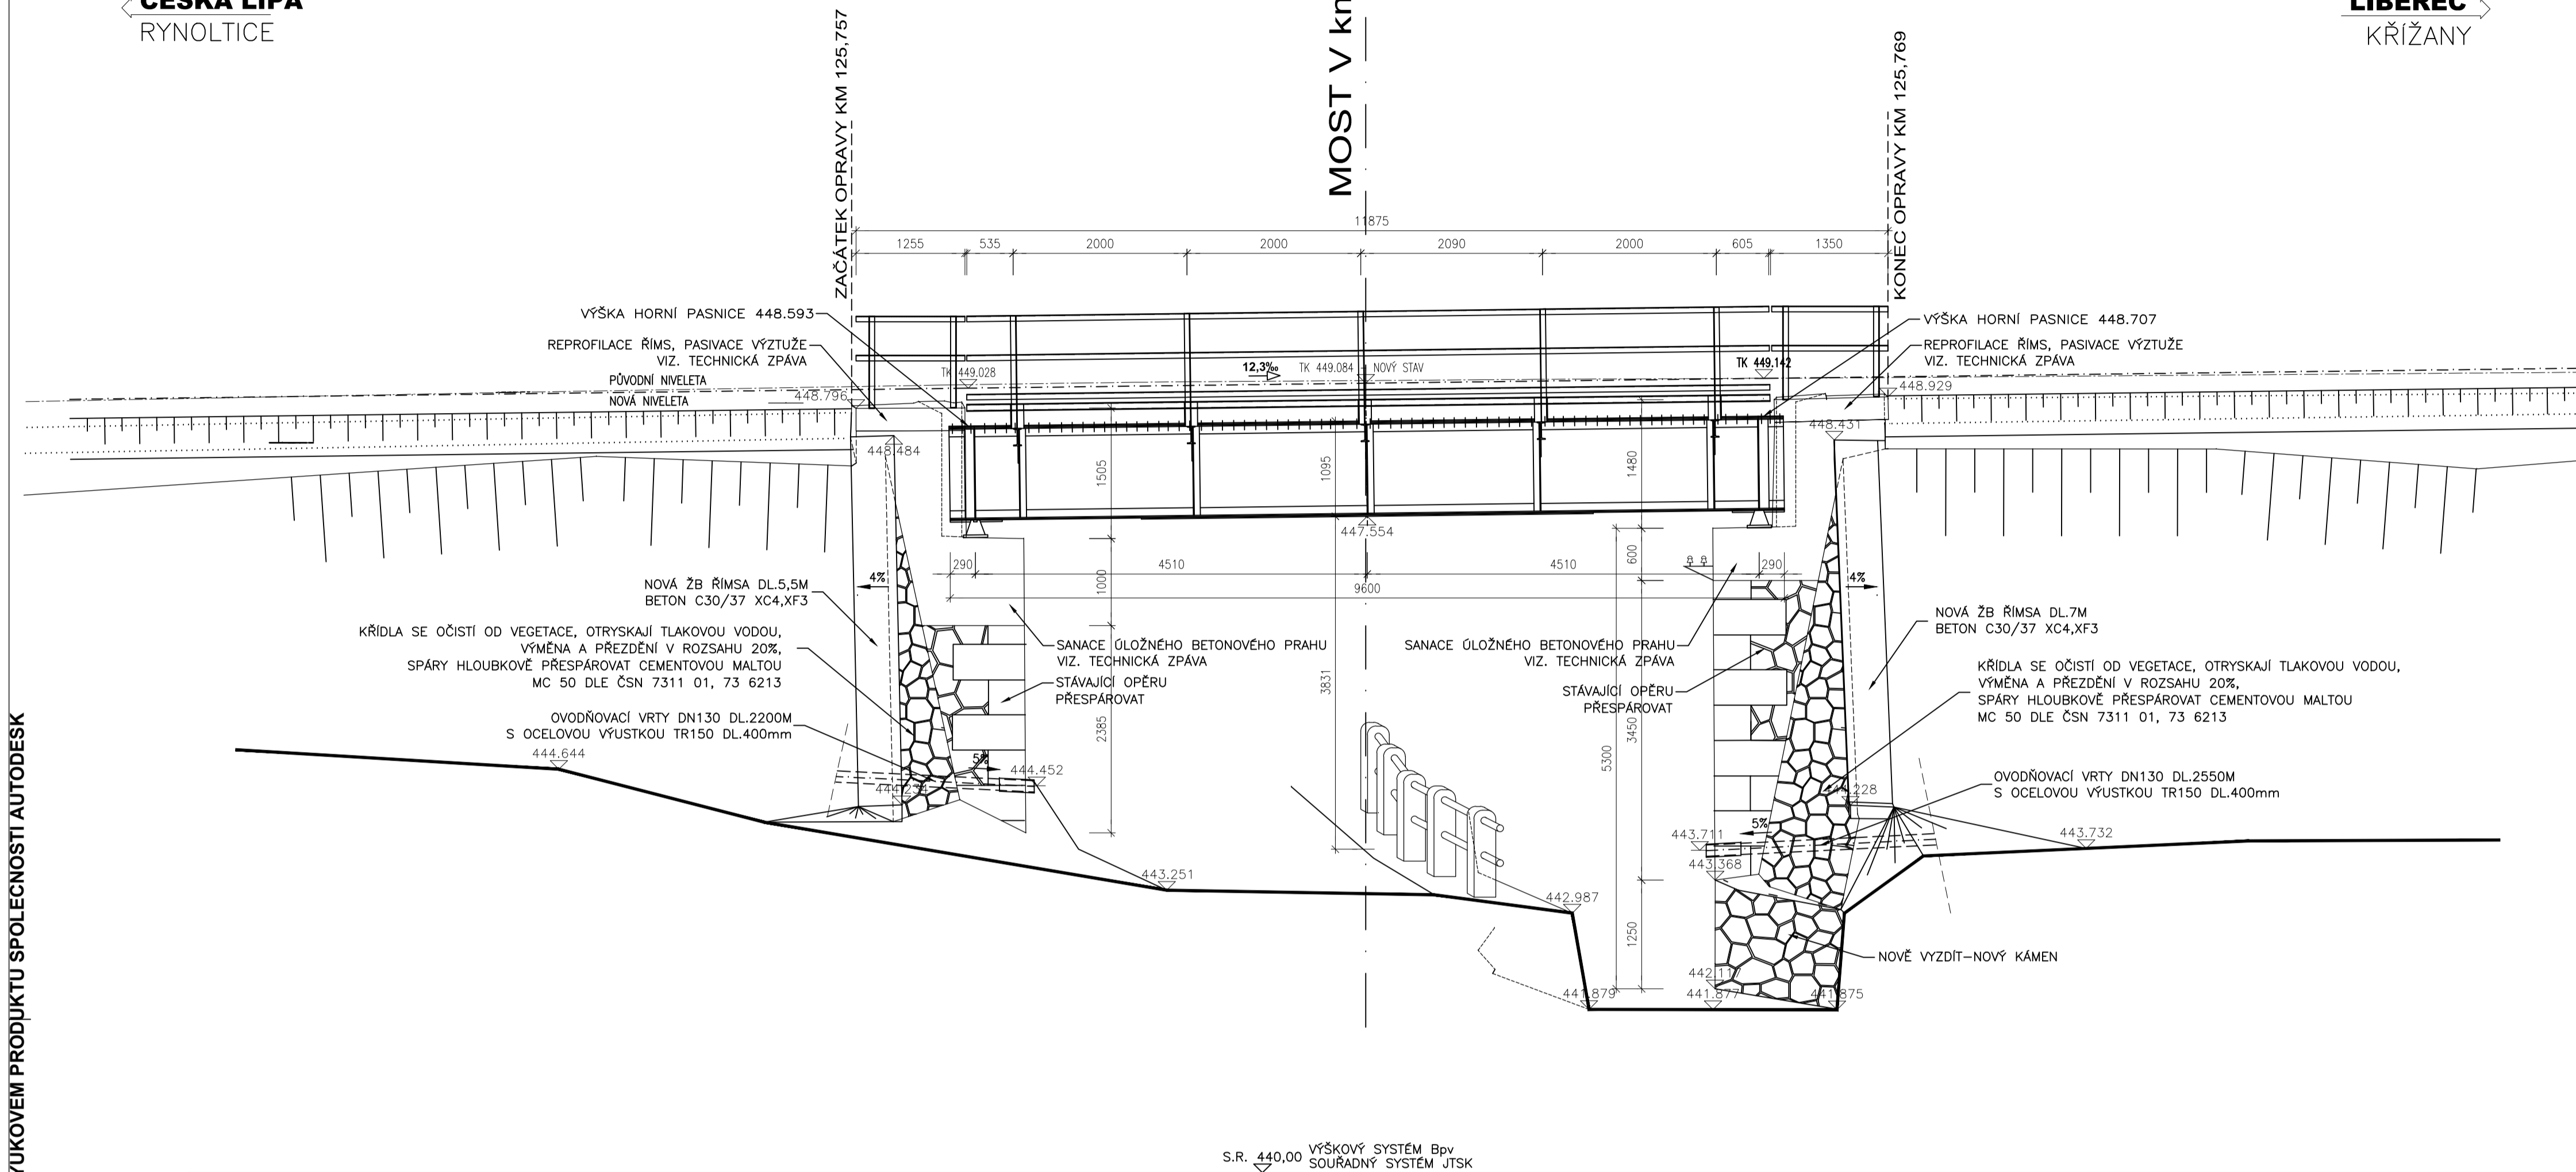 ČESKÁ LÍPA
RYNOLTICE
LIBEREC
KŘÍŽANY
MOST V km
ZAČÁTEK OPRAVY KM 125,757
KONEC OPRAVY KM 125,769
11875
1255
535
2000
2000
2090
2000
605
1350
VÝŠKA HORNÍ PASNICE 448.593
REPROFILACE ŘÍMS, PASIVACE VÝZTUŽE
VIZ. TECHNICKÁ ZPÁVA
PŮVODNÍ NIVELETA
NOVÁ NIVELETA
VÝŠKA HORNÍ PASNICE 448.707
REPROFILACE ŘÍMS, PASIVACE VÝZTUŽE
VIZ. TECHNICKÁ ZPÁVA
TK 449.028
12,3‰
TK 449.084
NOVÝ STAV
TK 449.142
448.796
448.929
448.484
448.431
1505
1095
1480
447.554
290
4510
4510
290
9600
600
1000
4%
4%
NOVÁ ŽB ŘÍMSA DL.5,5M
BETON C30/37 XC4,XF3
KŘÍDLA SE OČISTÍ OD VEGETACE, OTRYSKAJÍ TLAKOVOU VODOU,
VÝMĚNA A PŘEZDĚNÍ V ROZSAHU 20%,
SPÁRY HLOUBKOVĚ PŘESPÁROVAT CEMENTOVOU MALTOU
MC 50 DLE ČSN 7311 01, 73 6213
OVODŇOVACÍ VRTY DN130 DL.2200M
S OCELOVOU VÝUSTKOU TR150 DL.400mm
SANACE ÚLOŽNÉHO BETONOVÉHO PRAHU
VIZ. TECHNICKÁ ZPÁVA
STÁVAJÍCÍ OPĚRU
PŘESPÁROVAT
SANACE ÚLOŽNÉHO BETONOVÉHO PRAHU
VIZ. TECHNICKÁ ZPÁVA
STÁVAJÍCÍ OPĚRU
PŘESPÁROVAT
NOVÁ ŽB ŘÍMSA DL.7M
BETON C30/37 XC4,XF3
KŘÍDLA SE OČISTÍ OD VEGETACE, OTRYSKAJÍ TLAKOVOU VODOU,
VÝMĚNA A PŘEZDĚNÍ V ROZSAHU 20%,
SPÁRY HLOUBKOVĚ PŘESPÁROVAT CEMENTOVOU MALTOU
MC 50 DLE ČSN 7311 01, 73 6213
OVODŇOVACÍ VRTY DN130 DL.2550M
S OCELOVOU VÝUSTKOU TR150 DL.400mm
2385
3831
5300
3450
1250
444.644
5%
444.452
444.234
443.251
442.987
5%
443.711
443.368
443.732
442.117
441.879
441.877
441.875
NOVĚ VYZDÍT-NOVÝ KÁMEN
S.R. 440,00
VÝŠKOVÝ SYSTÉM Bpv
SOUŘADNÝ SYSTÉM JTSK
PRODUKTU SPOLEČNOSTI AUTODESK